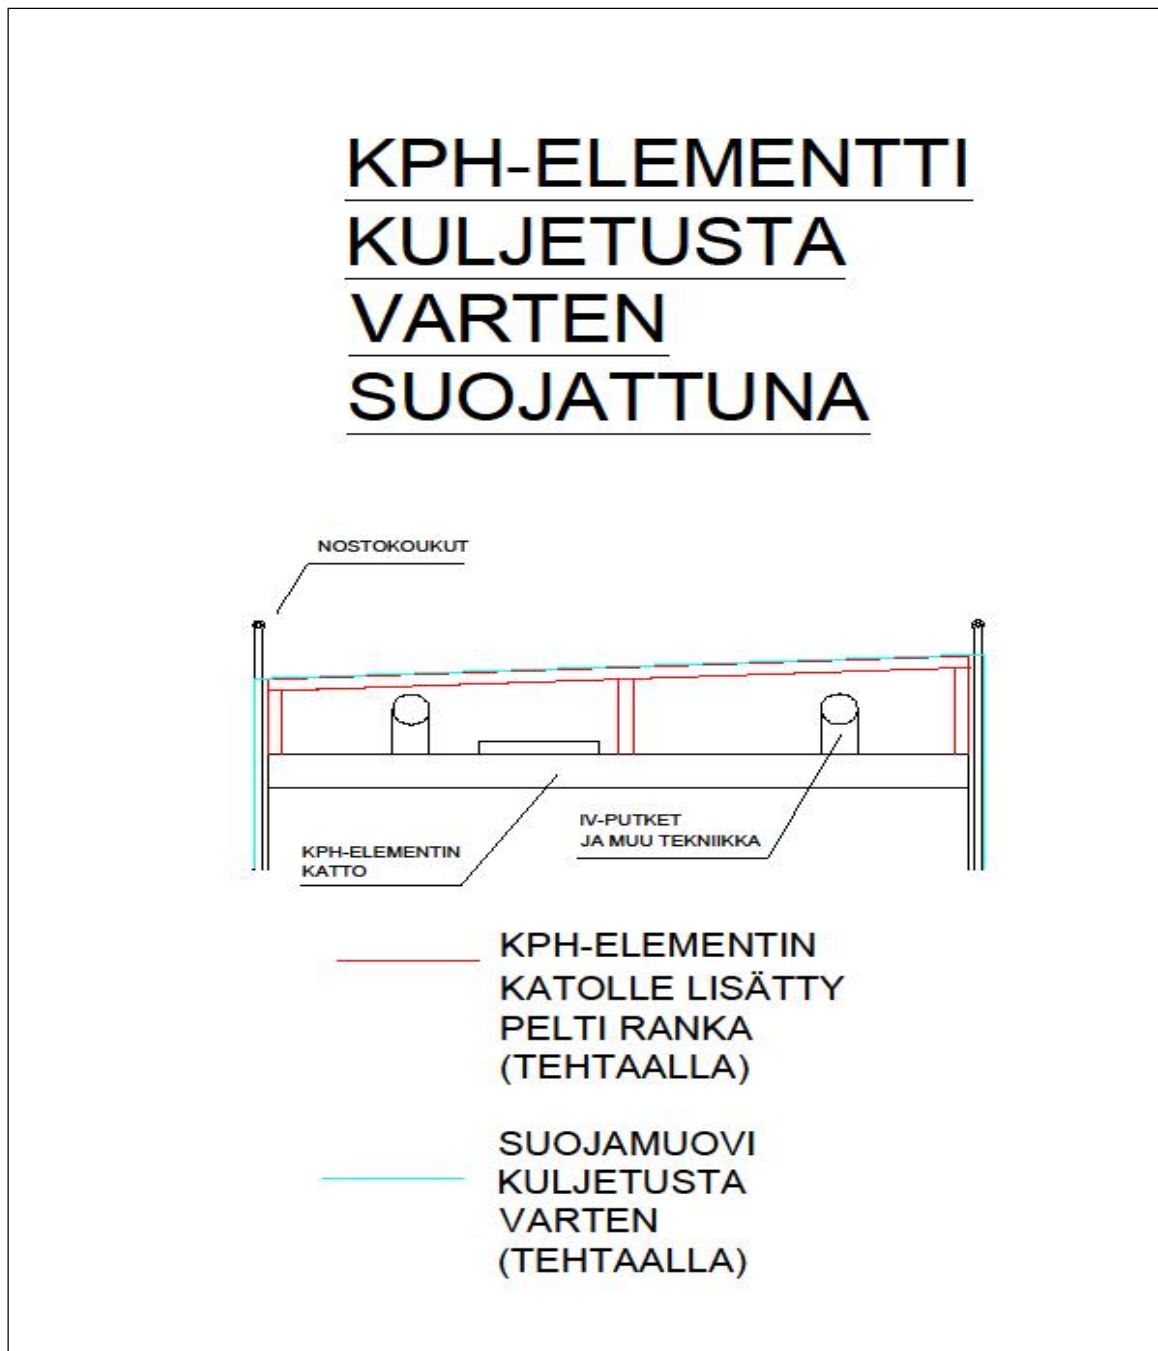 KPH-ELEMENTTI
KULJETUSTA
VARTEN
SUOJATTUNA
NOSTOKOUKUT
IV-PUTKET
JA MUU TEKNIIKKA
KPH-ELEMENTIN
KATTO
KPH-ELEMENTIN
KATOLLE LISÄTTY
PELTI RANKA
(TEHTAALLA)
SUOJAMUOVI
KULJETUSTA
VARTEN
(TEHTAALLA)